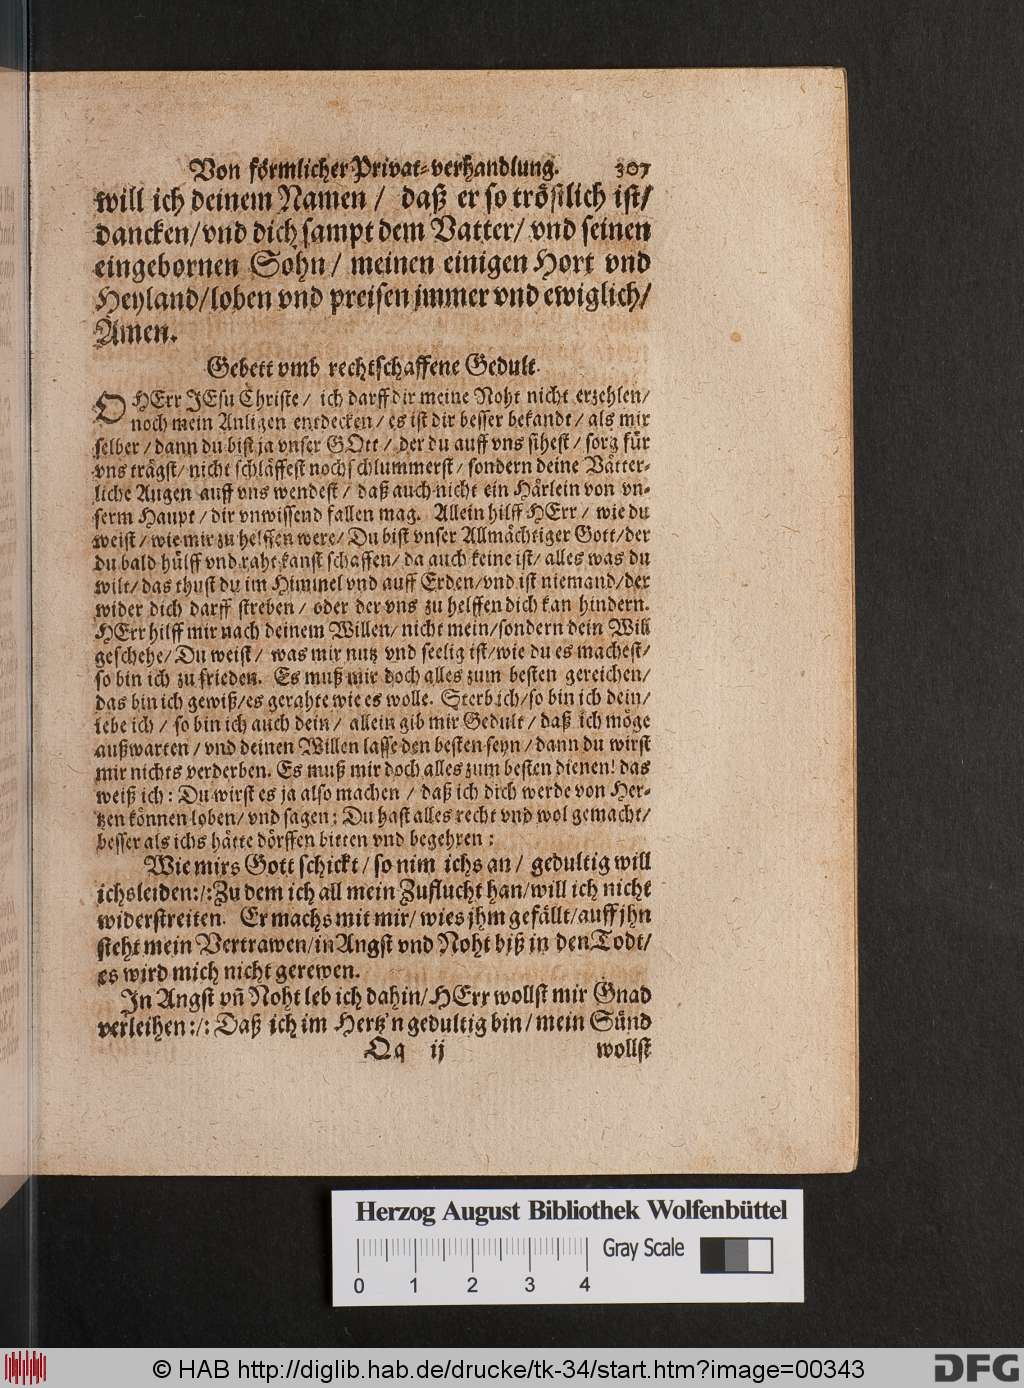 Von förmlicher Privat-verhandlung. 307
will ich deinem Namen / daß er so tröstlich ist/
dancken/vnd dich sampt dem Vatter/ vnd seinen
eingebornen Sohn/ meinen einigen Hort vnd
Heyland/loben vnd preisen jmmer vnd ewiglich/
Amen.
Gebett vmb rechtschaffene Gedult.
O HErr JEsu Christe/ ich darff dir meine Noht nicht erzehlen/
noch mein Anligen entdecken/ es ist dir besser bekandt/ als mir
selber/ dann du bist ja vnser GOtt/ der du auff vns sihest/ sorg für
vns trägst/ nicht schläffest noch schlummerst/ sondern deine Vätter-
liche Augen auff vns wendest/ daß auch nicht ein Härlein von vn-
serm Haupt/ dir vnwissend fallen mag. Allein hilff HErr/ wie du
weist/ wie mir zu helffen were/ Du bist vnser Allmächtiger Gott/der
du bald hülff vnd raht kanst schaffen/ da auch keine ist/ alles was du
wilt/ das thust du im Himmel vnd auff Erden/vnd ist niemand/der
wider dich darff streben/ oder der vns zu helffen dich kan hindern.
HErr hilff mir nach deinem Willen/ nicht mein/sondern dein Will
geschehe/ Du weist/ was mir nutz vnd seelig ist/wie du es machest/
so bin ich zu frieden. Es muß mir doch alles zum besten gereichen/
das bin ich gewiß/es gerahte wie es wolle. Sterb ich/so bin ich dein/
lebe ich/ so bin ich auch dein/ allein gib mir Gedult/ daß ich möge
außwarten/ vnd deinen Willen lasse den besten seyn/ dann du wirst
mir nichts verderben. Es muß mir doch alles zum besten dienen! das
weiß ich: Du wirst es ja also machen/ daß ich dich werde von Her-
tzen können loben/ vnd sagen: Du hast alles recht vnd wol gemacht/
besser als ichs hätte dörffen bitten vnd begehren:
Wie mirs Gott schickt/ so nim ichs an/ gedultig will
ichs leiden:/: Zu dem ich all mein Zuflucht han/will ich nicht
widerstreiten. Er machs mit mir/ wies jhm gefällt/auff jhn
steht mein Vertrawen/in Angst vnd Noht biß in den Todt/
es wird mich nicht gerewen.
In Angst vñ Noht leb ich dahin/HErr wollst mir Gnad
verleihen:/: Daß ich im Hertz'n gedultig bin/ mein Sünd
Qq ij wollst
Herzog August Bibliothek Wolfenbüttel
Gray Scale
0 1 2 3 4
© HAB http://diglib.hab.de/drucke/tk-34/start.htm?image=00343
DFG